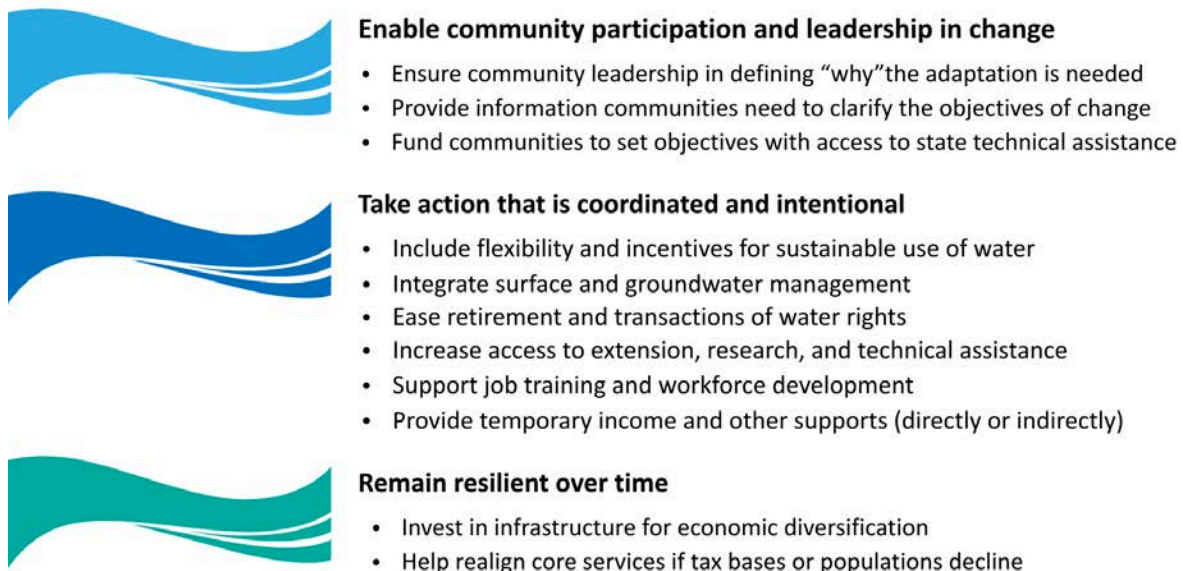 Enable community participation and leadership in change
• Ensure community leadership in defining “why”the adaptation is needed
• Provide information communities need to clarify the objectives of change
• Fund communities to set objectives with access to state technical assistance
Take action that is coordinated and intentional
• Include flexibility and incentives for sustainable use of water
• Integrate surface and groundwater management
• Ease retirement and transactions of water rights
• Increase access to extension, research, and technical assistance
• Support job training and workforce development
• Provide temporary income and other supports (directly or indirectly)
Remain resilient over time
• Invest in infrastructure for economic diversification
• Help realign core services if tax bases or populations decline